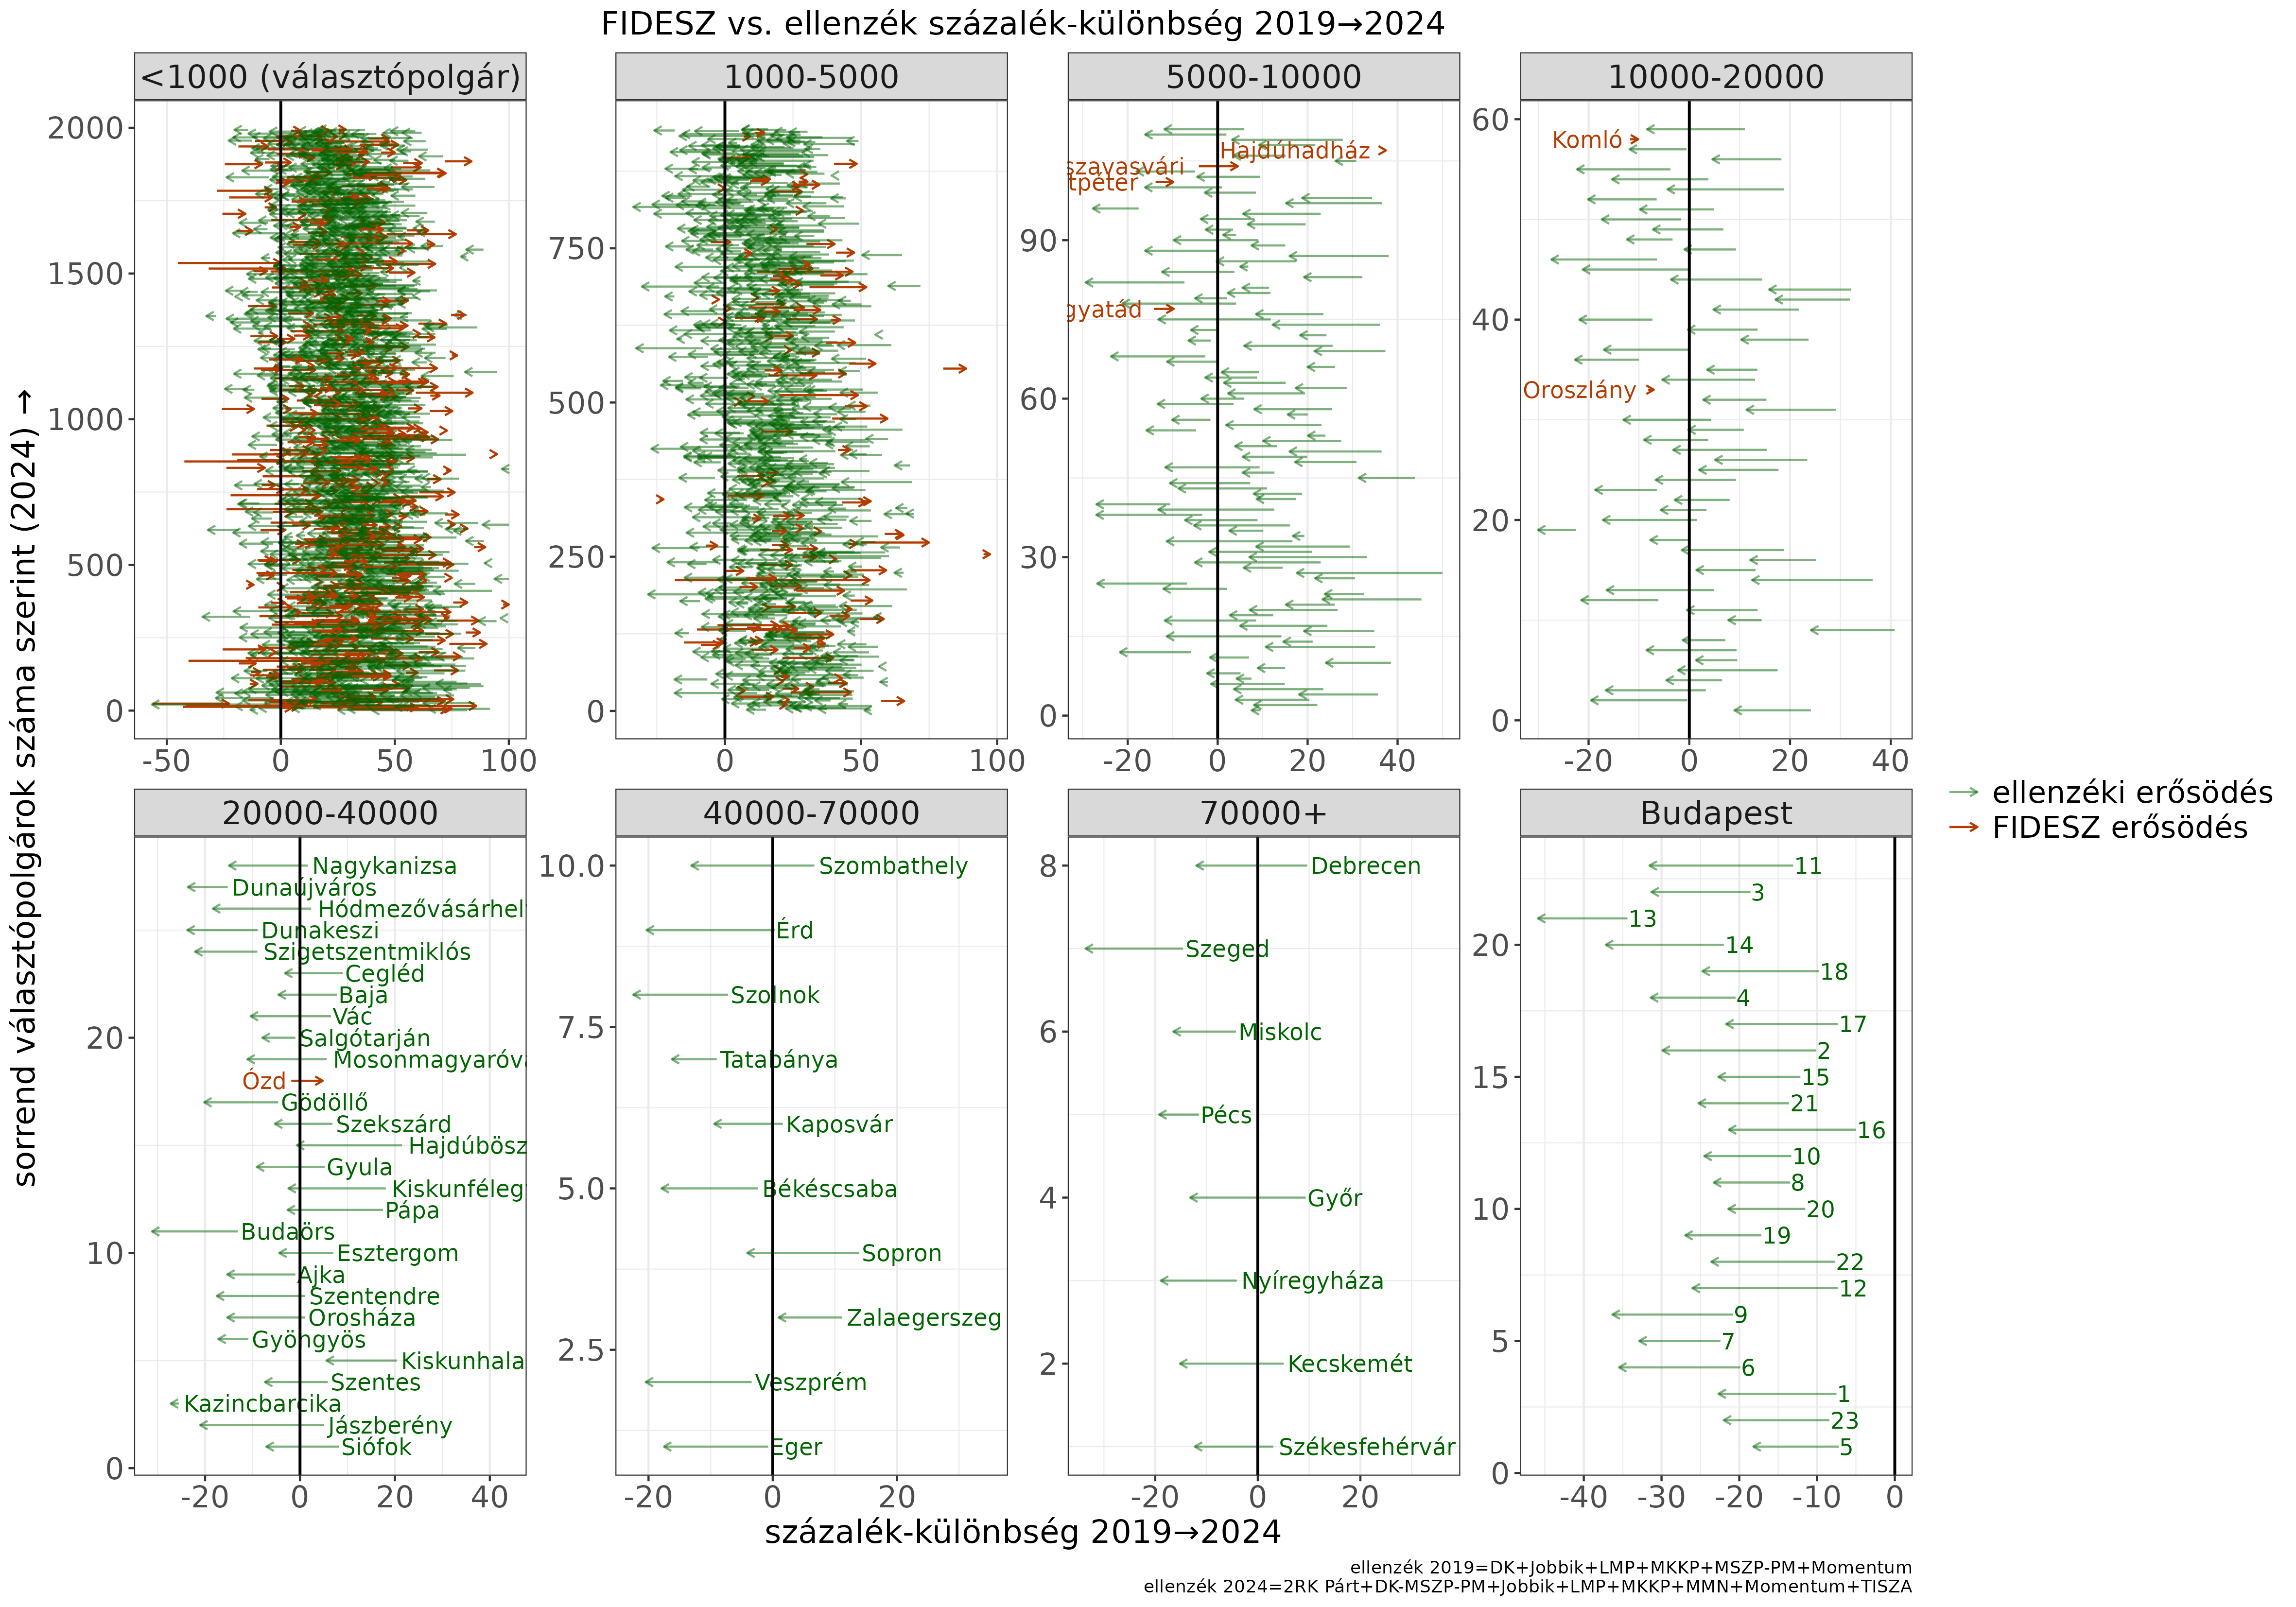 FIDESZ vs. ellenzék százalék-különbség 2019→2024
<1000 (választópolgár)
1000-5000
5000-10000
10000-20000
2000
1500
1000
500
0
-50
0
50
100
750
500
250
0
0
50
100
Hajdúhadház
szavasvári
tpéter
gyatád
90
60
30
0
-20
0
20
40
Komló
Oroszlány
60
40
20
0
-20
0
20
40
sorrend választópolgárok száma szerint (2024) →
20000-40000
40000-70000
70000+
Budapest
Nagykanizsa
Dunaújváros
Hódmezővásárhel
Dunakeszi
Szigetszentmiklós
Cegléd
Baja
Vác
Salgótarján
Mosonmagyaróvá
Ózd
Gödöllő
Szekszárd
Hajdúbösz
Gyula
Kiskunféleg
Pápa
Budaörs
Esztergom
Ajka
Szentendre
Orosháza
Gyöngyös
Kiskunhala
Szentes
Kazincbarcika
Jászberény
Siófok
20
10
0
-20
0
20
40
Szombathely
Érd
Szolnok
Tatabánya
Kaposvár
Békéscsaba
Sopron
Zalaegerszeg
Veszprém
Eger
10.0
7.5
5.0
2.5
-20
0
20
Debrecen
Szeged
Miskolc
Pécs
Győr
Nyíregyháza
Kecskemét
Székesfehérvár
8
6
4
2
-20
0
20
11
3
13
14
18
4
17
2
15
21
16
10
8
20
19
22
12
9
7
6
1
23
5
20
15
10
5
0
-40
-30
-20
-10
0
ellenzéki erősödés
FIDESZ erősödés
százalék-különbség 2019→2024
ellenzék 2019=DK+Jobbik+LMP+MKKP+MSZP-PM+Momentum
ellenzék 2024=2RK Párt+DK-MSZP-PM+Jobbik+LMP+MKKP+MMN+Momentum+TISZA